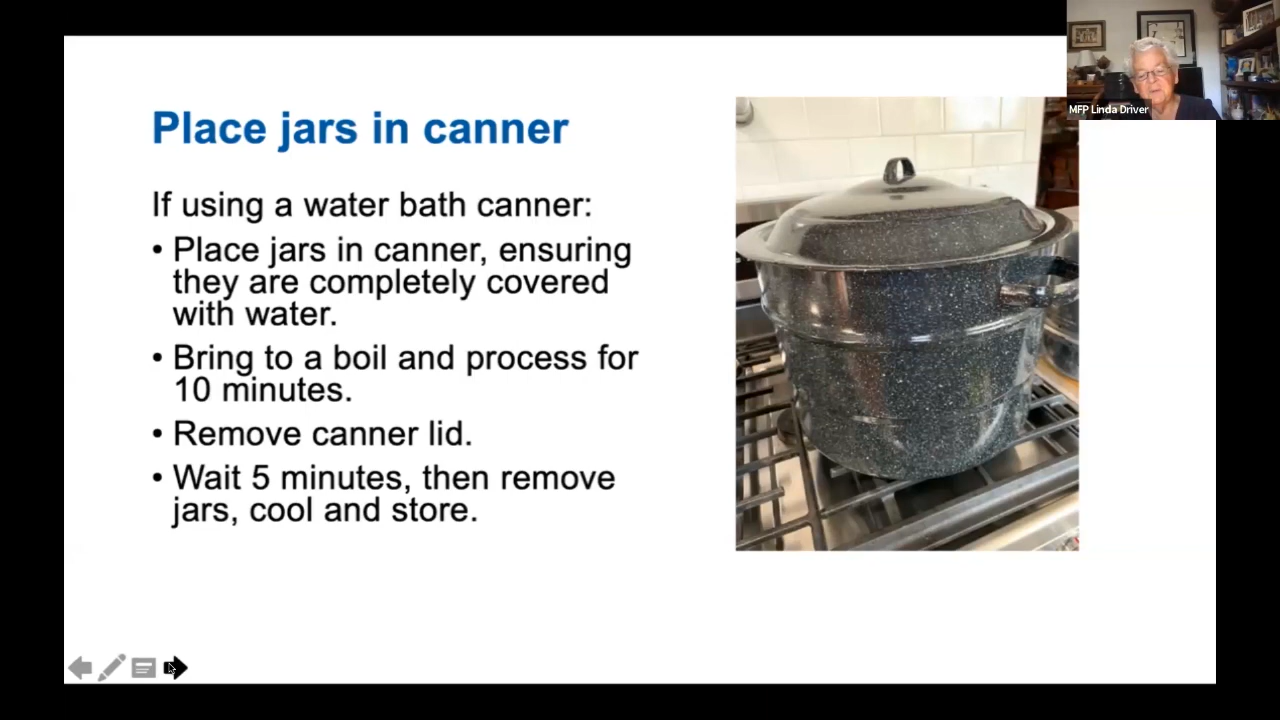 MFP Linda Driver
Place jars in canner
If using a water bath canner:
• Place jars in canner, ensuring
they are completely covered
with water.
• Bring to a boil and process for
10 minutes.
• Remove canner lid.
• Wait 5 minutes, then remove
jars, cool and store.